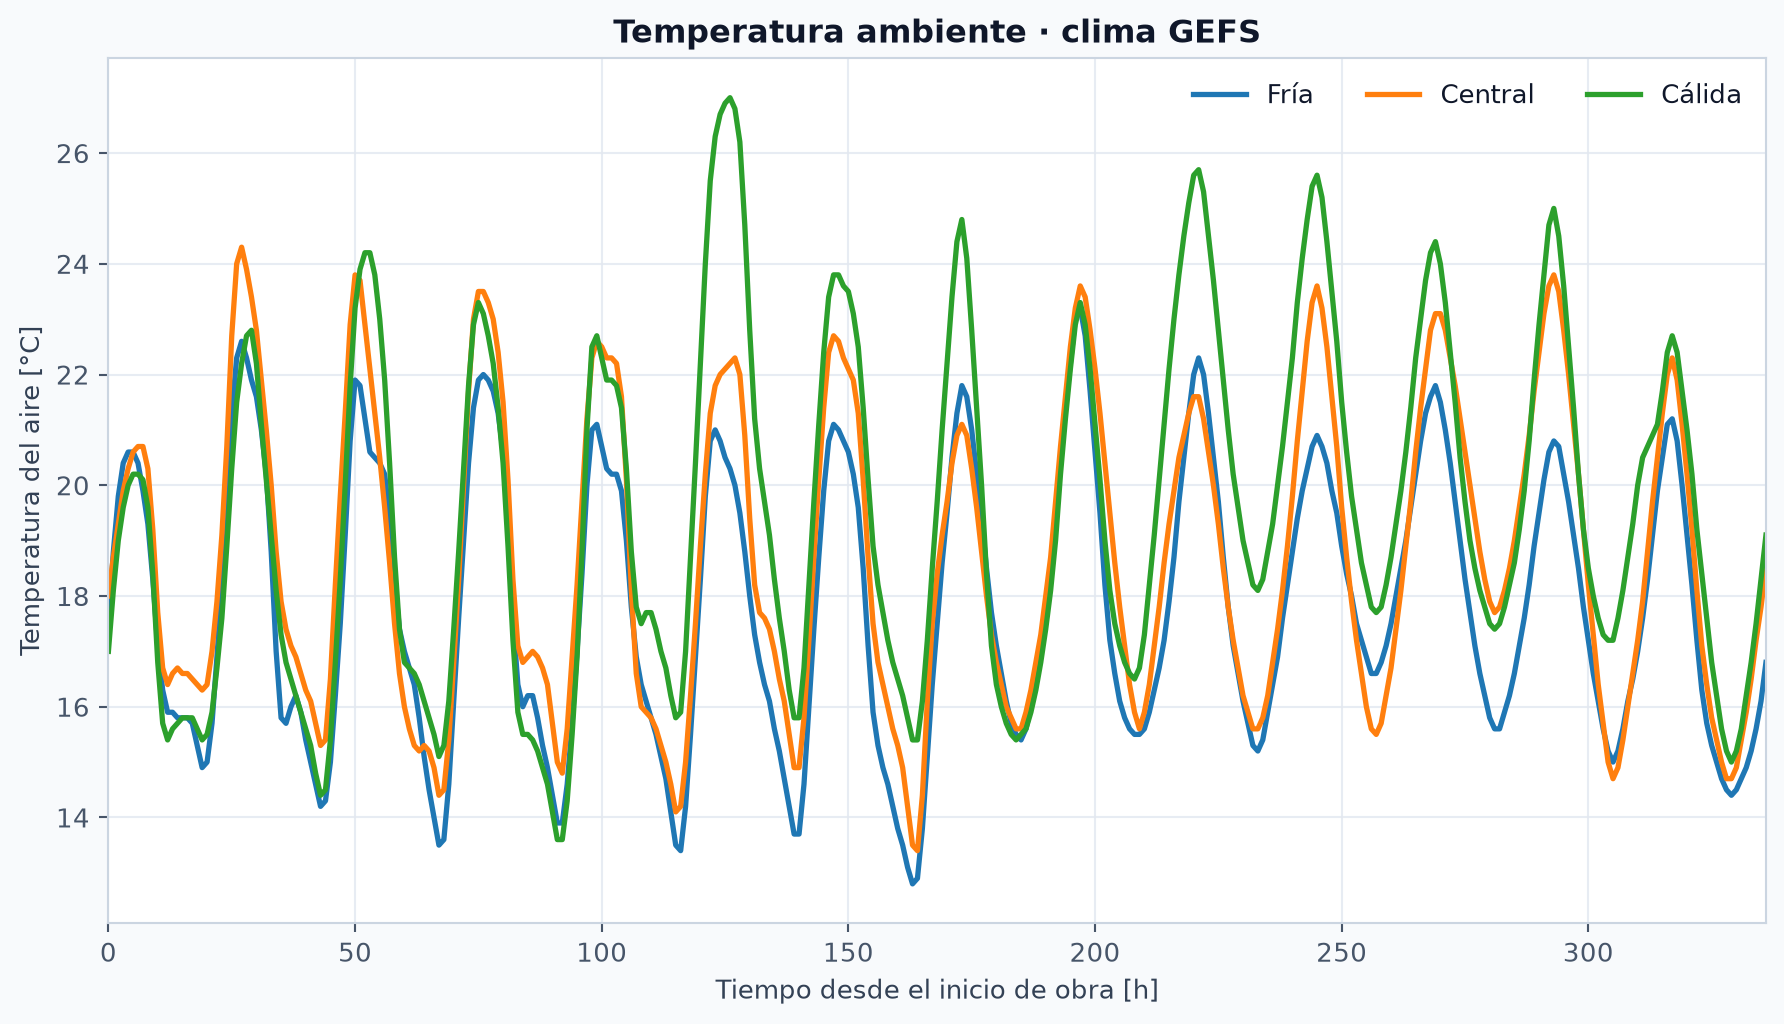 Temperatura ambiente · clima GEFS
Fría
Central
Cálida
Temperatura del aire [°C]
26
24
22
20
18
16
14
0
50
100
150
200
250
300
Tiempo desde el inicio de obra [h]